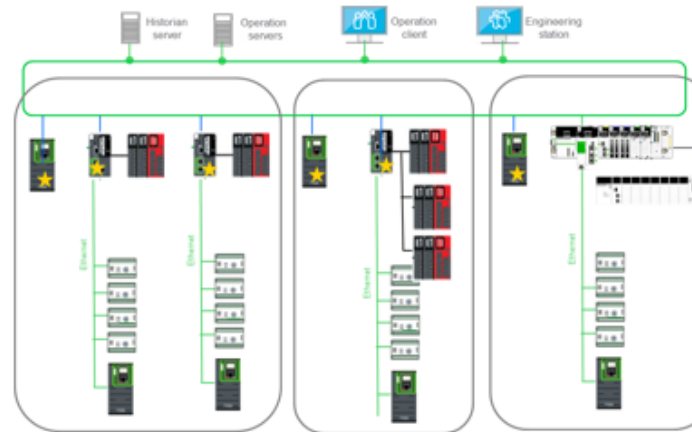 Historian
server
Operation
servers
Operation
client
Engineering
station
Ethernet
Ethernet
Ethernet
Ethernet